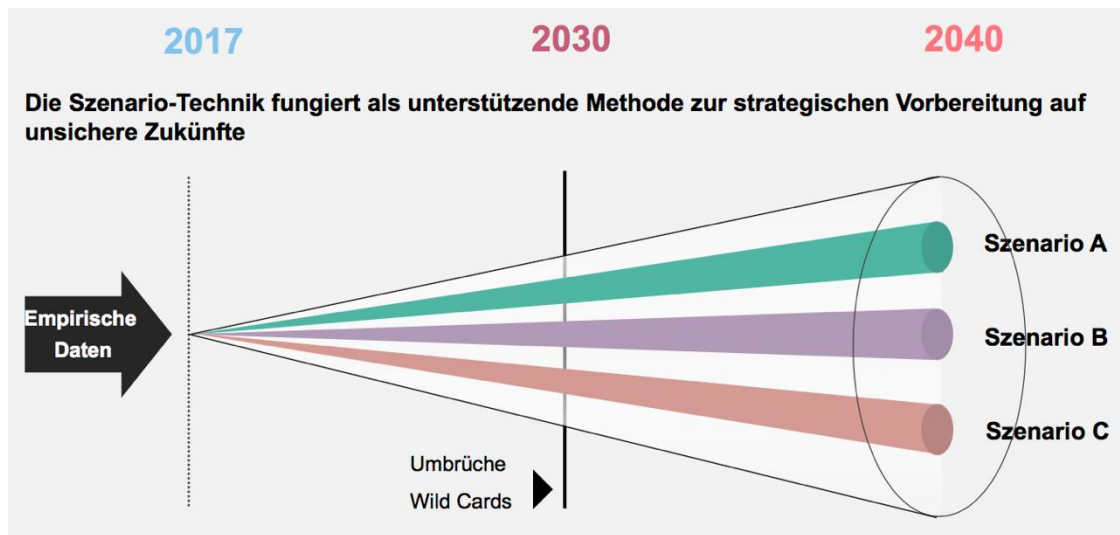 2017
2030
2040
Die Szenario-Technik fungiert als unterstützende Methode zur strategischen Vorbereitung auf
unsichere Zukünfte
Empirische
Daten
Szenario A
Szenario B
Szenario C
Umbrüche
Wild Cards